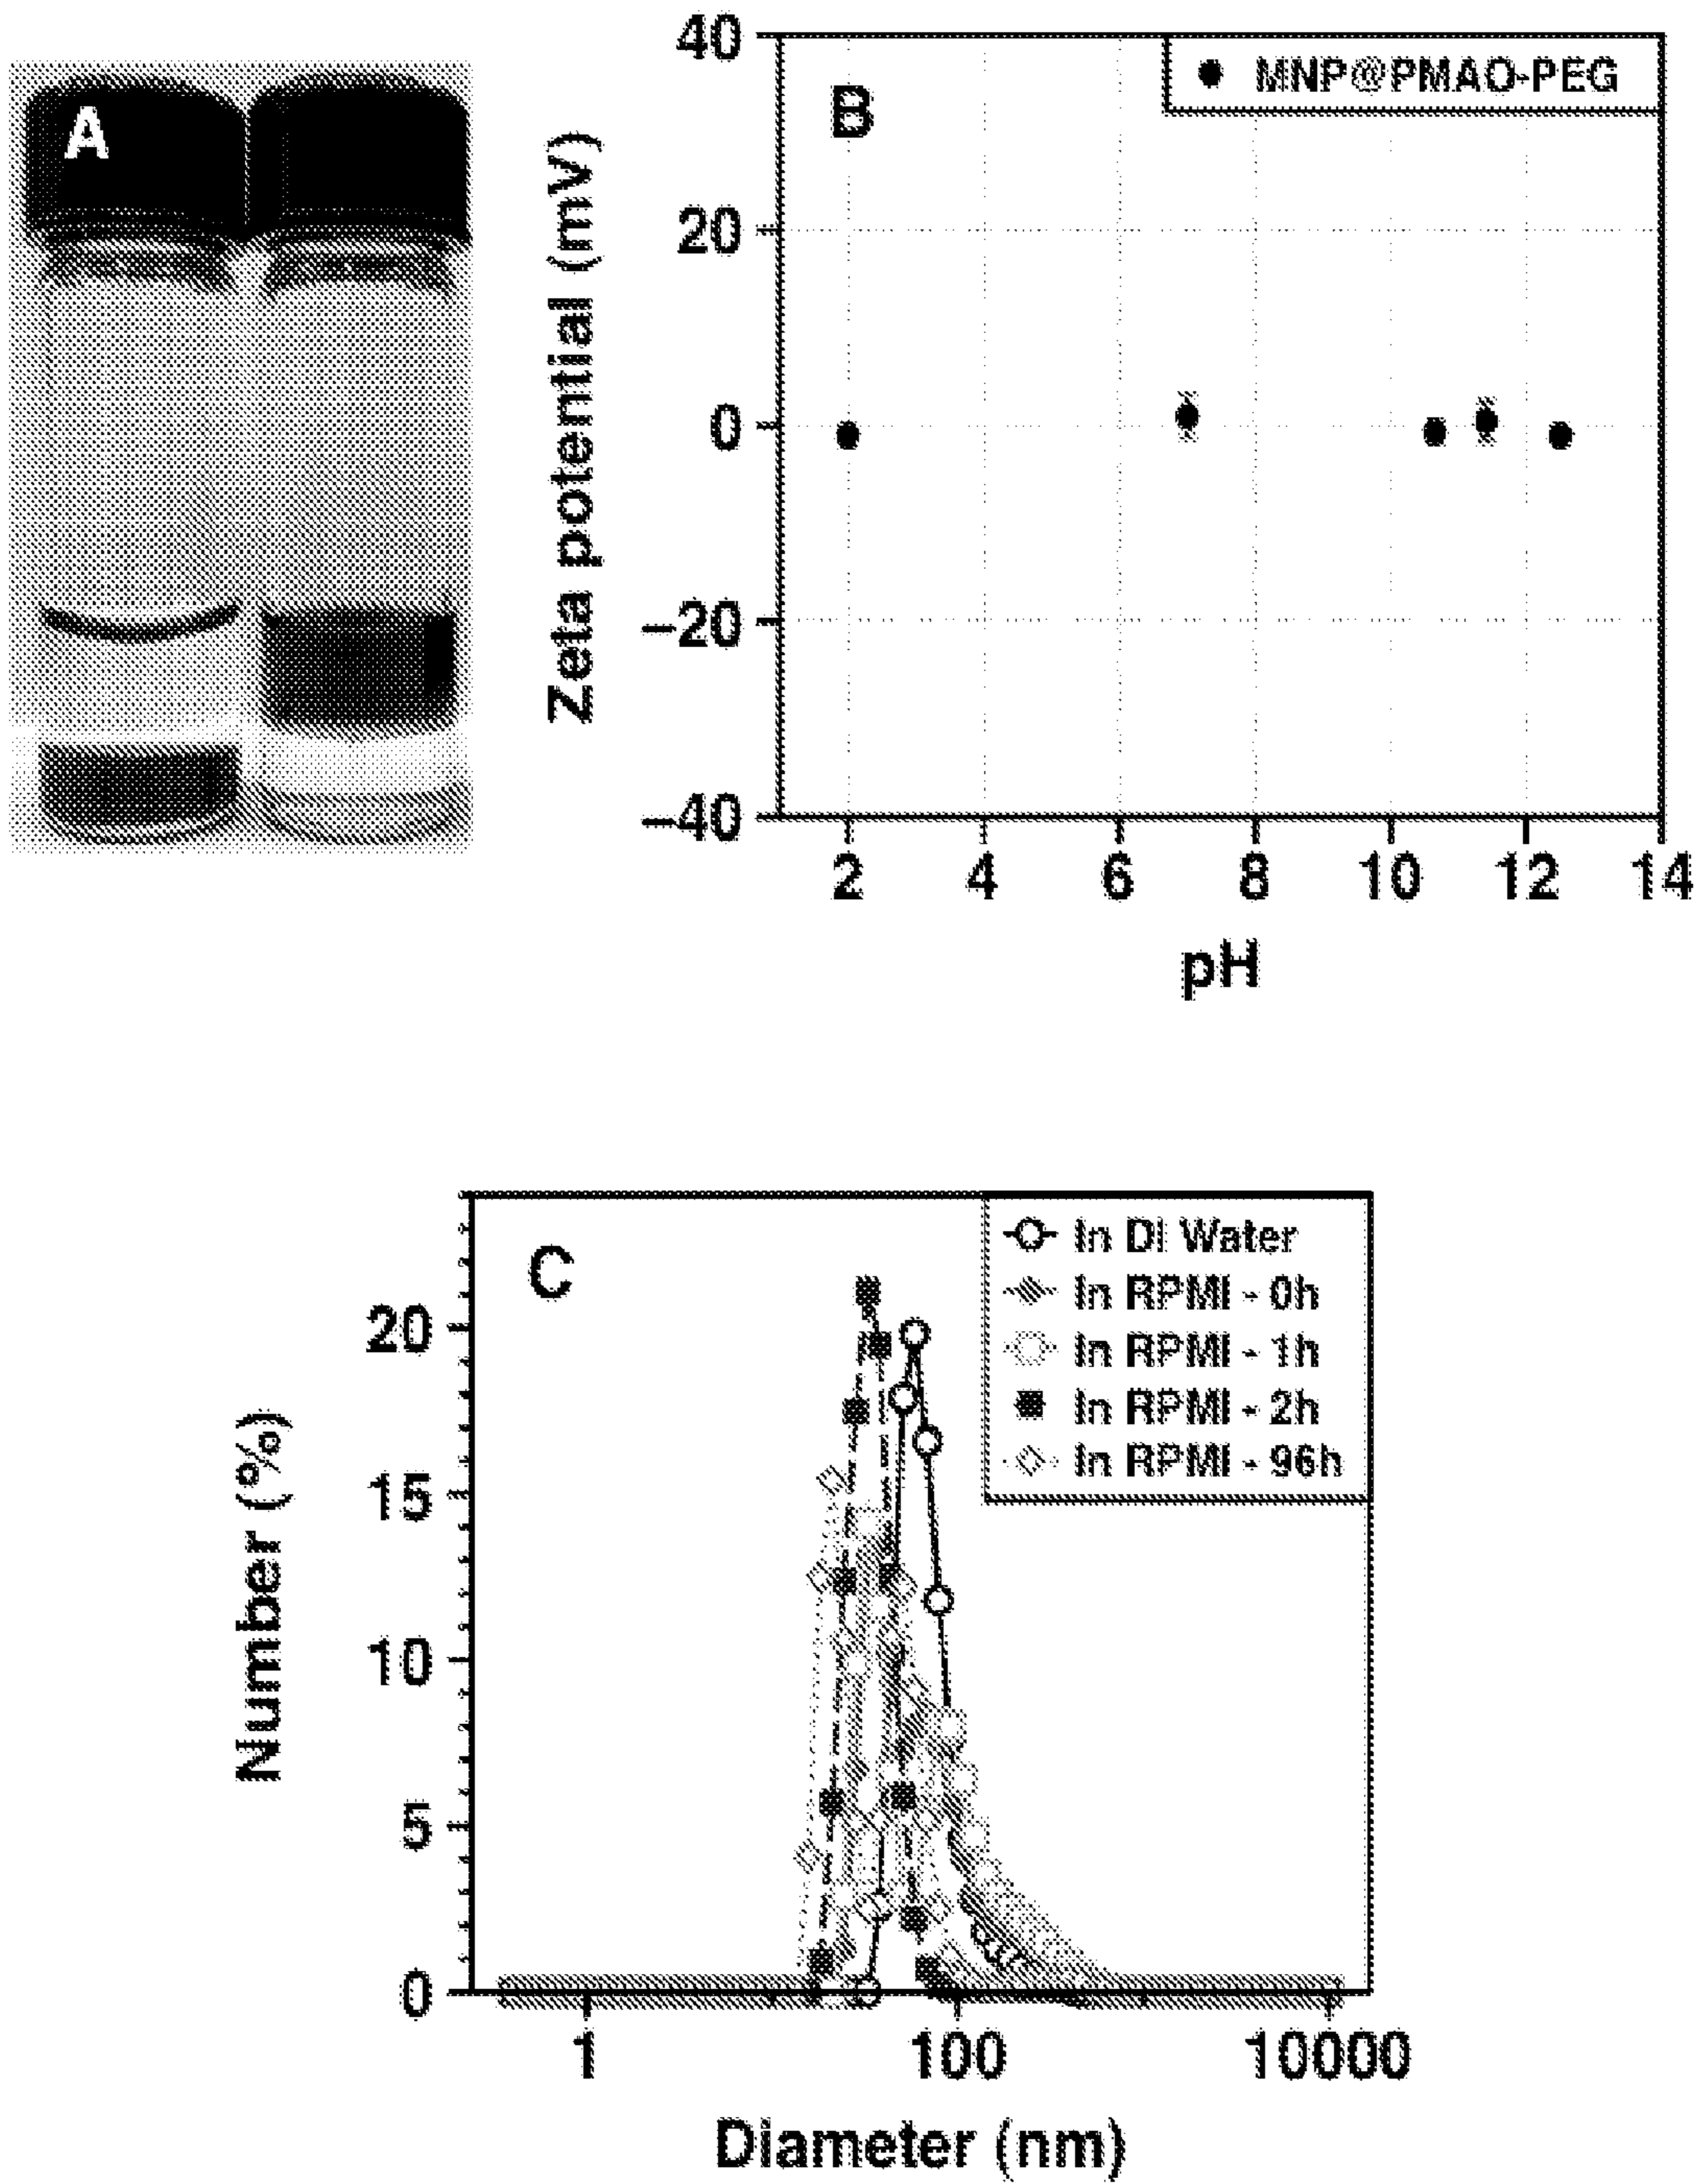 A
B
MNP@PMAO-PEG
Zeta potential (mV)
40
20
0
−20
−40
2 4 6 8 10 12 14
pH
C
In DI Water
In RPMI - 0h
In RPMI - 1h
In RPMI - 2h
In RPMI - 96h
Number (%)
20
15
10
5
0
1 100 10000
Diameter (nm)